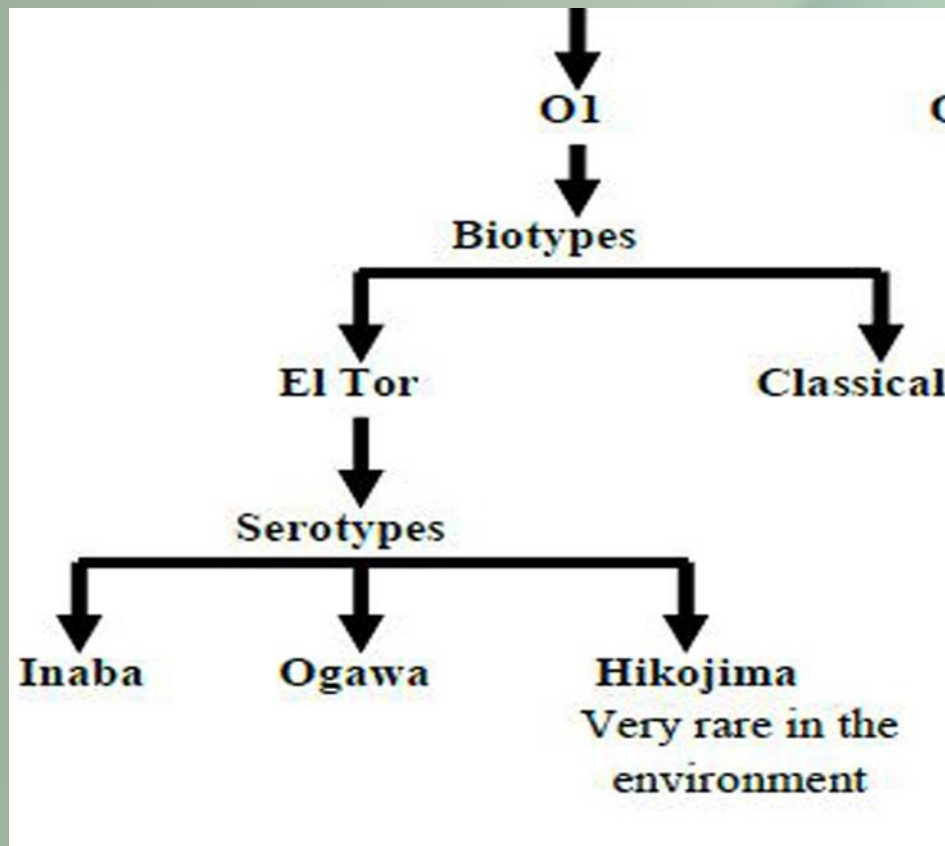 O1
Biotypes
El Tor
Classical
Serotypes
Inaba
Ogawa
Hikojima
Very rare in the
environment